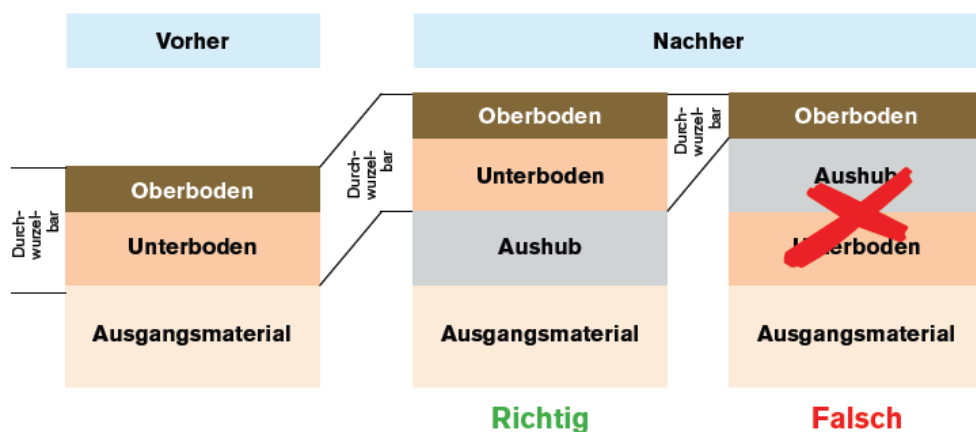 Vorher
Nachher
Durch-
wurzel-
bar
Oberboden
Unterboden
Ausgangsmaterial
Durch-
wurzel-
bar
Oberboden
Unterboden
Aushub
Ausgangsmaterial
Durch-
wurzel-
bar
Oberboden
Aushub
Unterboden
Ausgangsmaterial
Richtig
Falsch